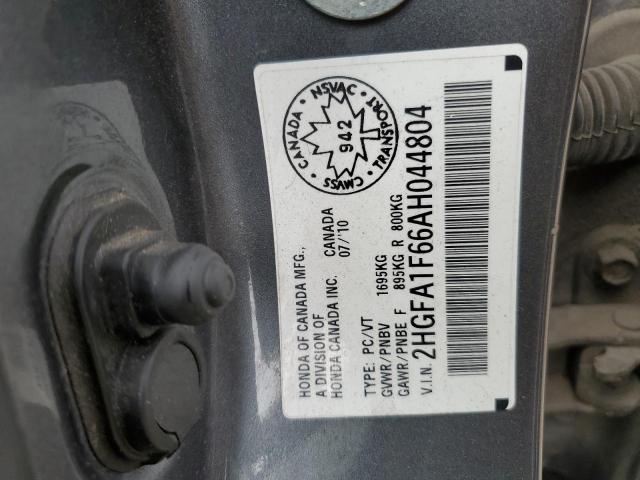 HONDA OF CANADA MFG.,
A DIVISION OF
HONDA CANADA INC.
CANADA
07/'10
TYPE: PC/VT
GVWR/PNBV 1695KG
GAWR/PNBE F 895KG R 800KG
V.I.N. 2HGFA1F66AH044804
CANADA • NSVAC • TRANSPORT • CMVSS •
942